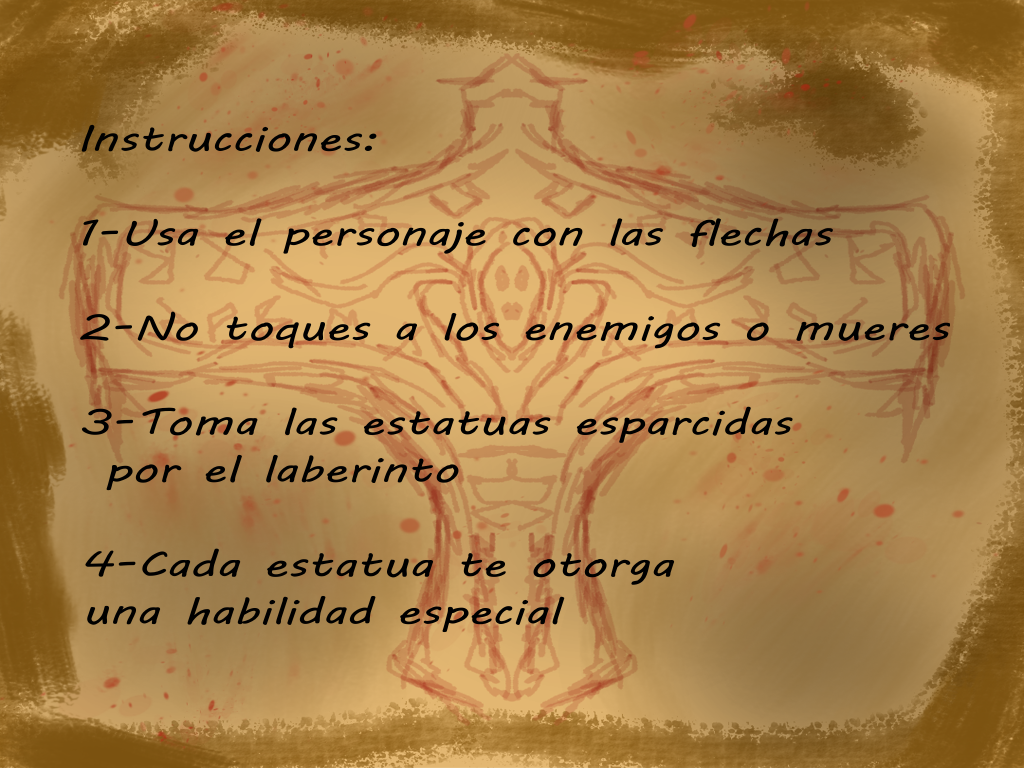 Instrucciones:
1-Usa el personaje con las flechas
2-No toques a los enemigos o mueres
3-Toma las estatuas esparcidas
por el laberinto
4-Cada estatua te otorga
una habilidad especial